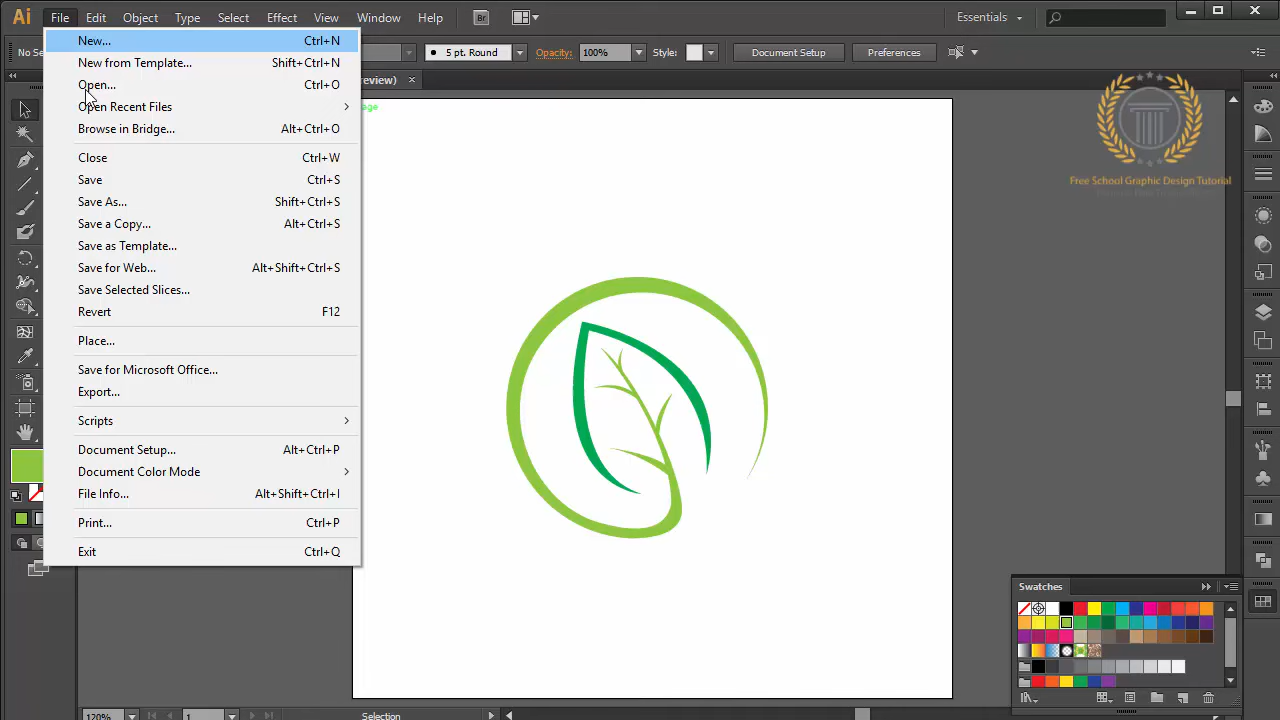 Ai File Edit Object Type Select Effect View Window Help Br Essentials
5 pt. Round Opacity: 100% Style: Document Setup Preferences
New... Ctrl+N
New from Template... Shift+Ctrl+N
Open... Ctrl+O
Open Recent Files
Browse in Bridge... Alt+Ctrl+O
Close Ctrl+W
Save Ctrl+S
Save As... Shift+Ctrl+S
Save a Copy... Alt+Ctrl+S
Save as Template...
Save for Web... Alt+Shift+Ctrl+S
Save Selected Slices...
Revert F12
Place...
Save for Microsoft Office...
Export...
Scripts
Document Setup... Alt+Ctrl+P
Document Color Mode
File Info... Alt+Shift+Ctrl+I
Print... Ctrl+P
Exit Ctrl+Q
Free School Graphic Design Tutorial
Swatches
120% 1 Selection